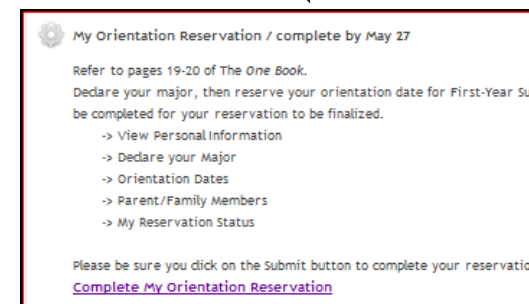 My Orientation Reservation / complete by May 27
Refer to pages 19-20 of The One Book.
Declare your major, then reserve your orientation date for First-Year
be completed for your reservation to be finalized.
-> View Personal Information
-> Declare your Major
-> Orientation Dates
-> Parent/Family Members
-> My Reservation Status
Please be sure you click on the Submit button to complete your
Complete My Orientation Reservation